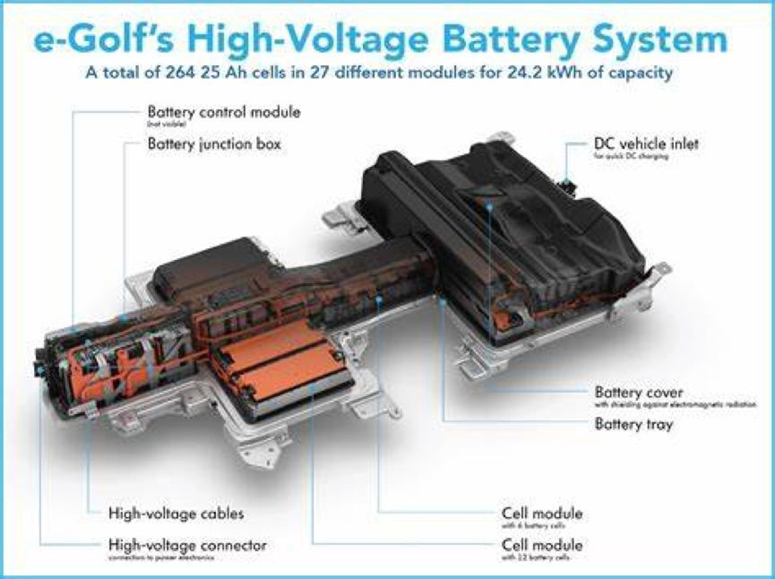 e-Golf's High-Voltage Battery System
A total of 264 25 Ah cells in 27 different modules for 24.2 kWh of capacity
Battery control module
(not visible)
Battery junction box
DC vehicle inlet
for quick DC charging
Battery cover
with shielding against electromagnetic radiation
Battery tray
High-voltage cables
High-voltage connector
connection to power electronics
Cell module
with 6 battery cells
Cell module
with 12 battery cells